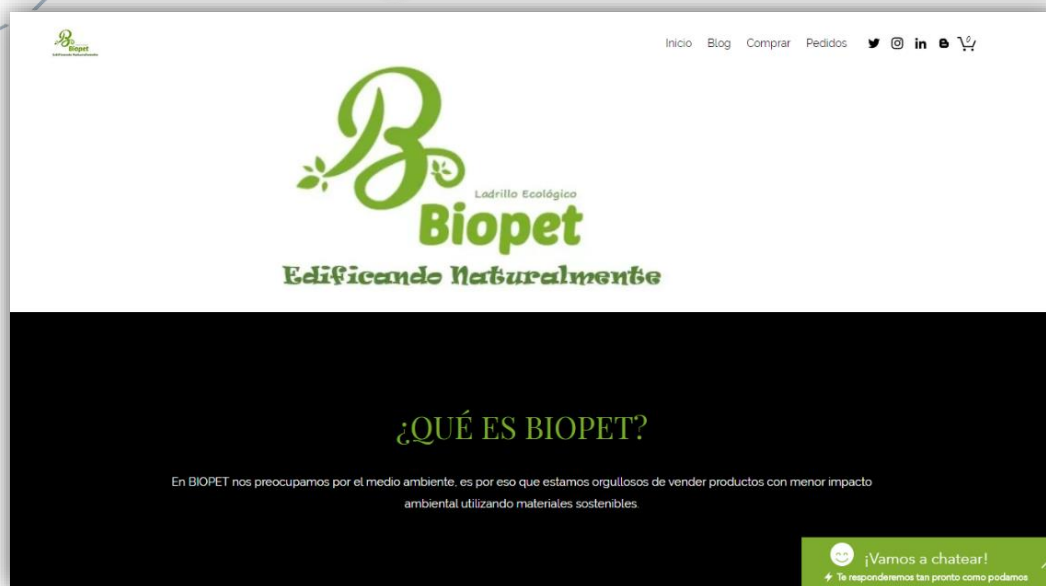 Biopet
Inicio Blog Comprar Pedidos
0
Ladrillo Ecológico
Biopet
Edificando Naturalmente
¿QUÉ ES BIOPET?
En BIOPET nos preocupamos por el medio ambiente, es por eso que estamos orgullosos de vender productos con menor impacto
ambiental utilizando materiales sostenibles.
¡Vamos a chatear!
Te responderemos tan pronto como podamos